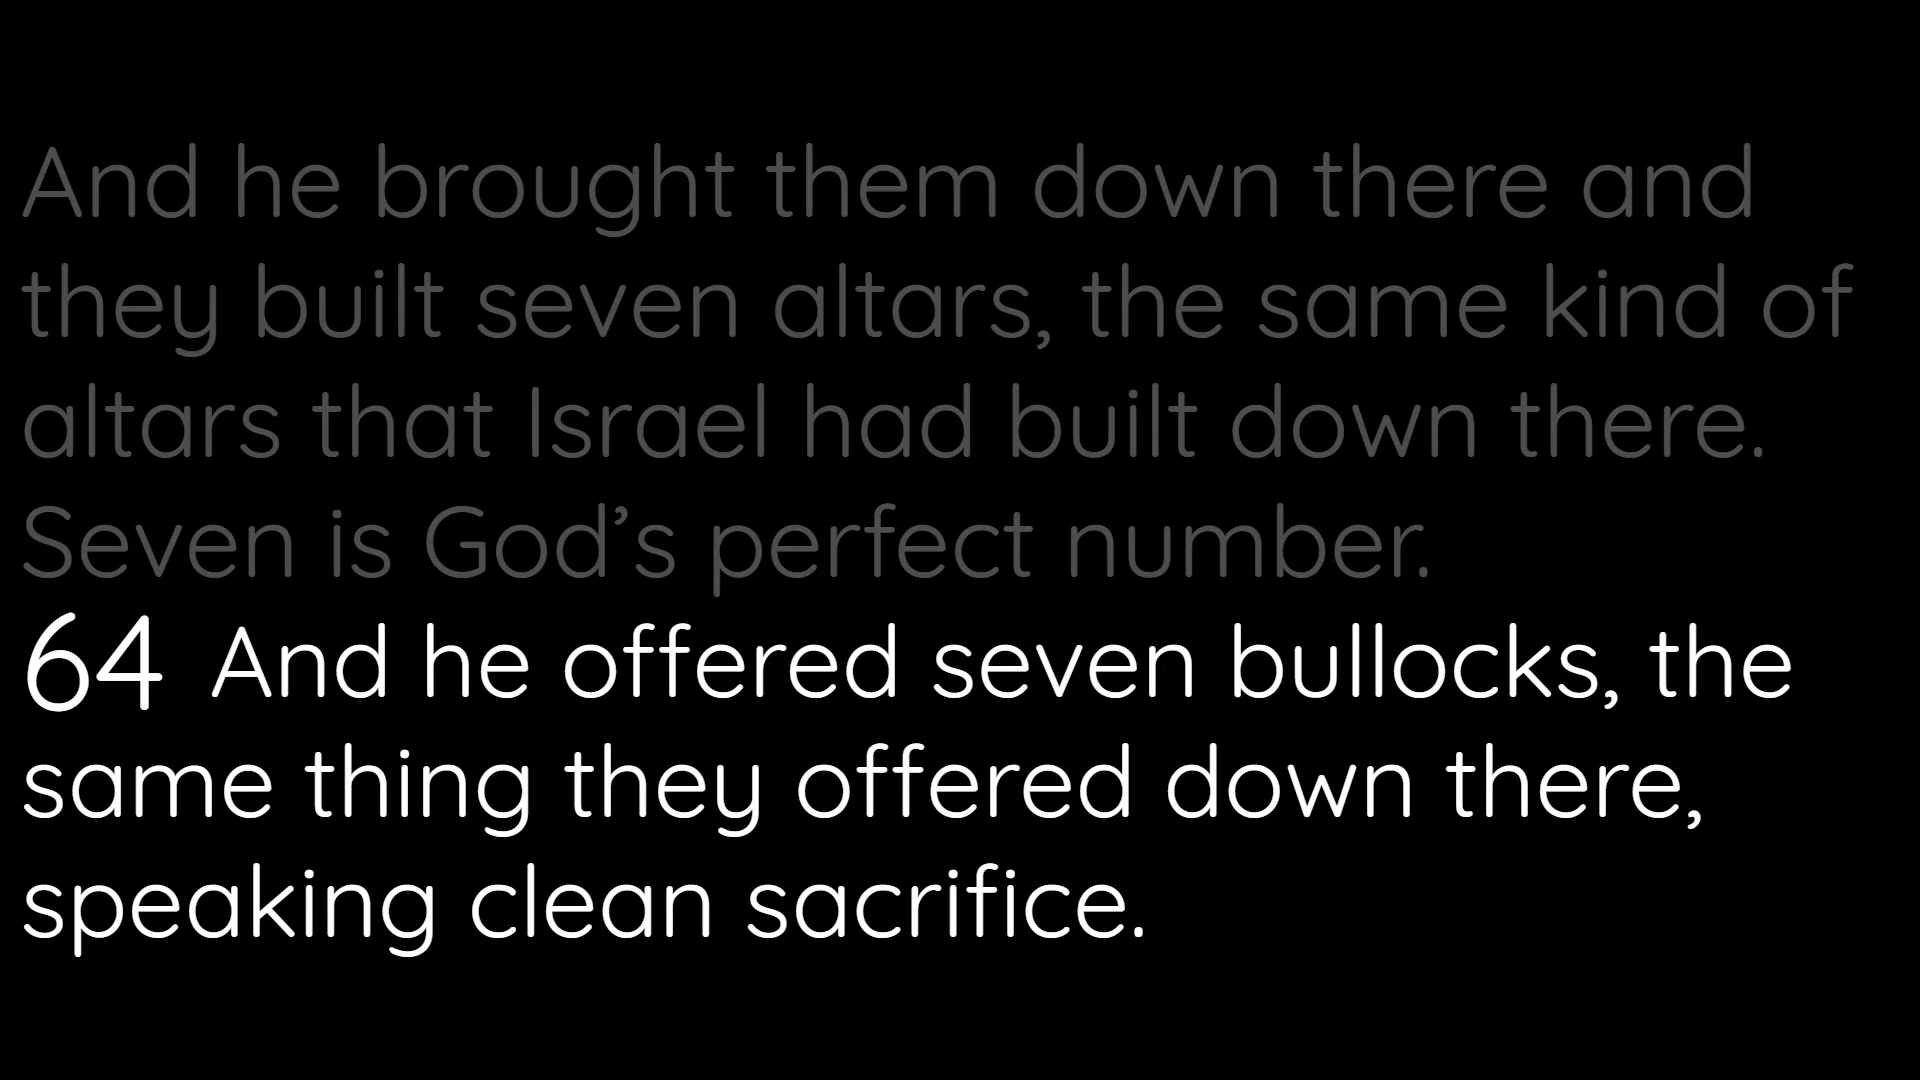 And he brought them down there and
they built seven altars, the same kind of
altars that Israel had built down there.
Seven is God’s perfect number.
64 And he offered seven bullocks, the
same thing they offered down there,
speaking clean sacrifice.